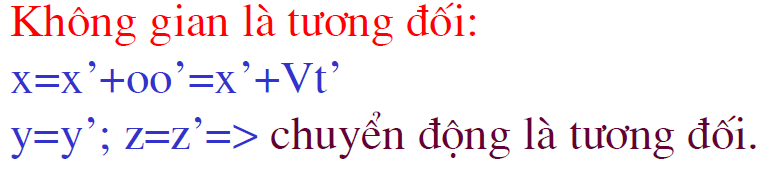 Không gian là tương đối:
x=x’+oo’=x’+Vt’
y=y’; z=z’=> chuyển động là tương đối.